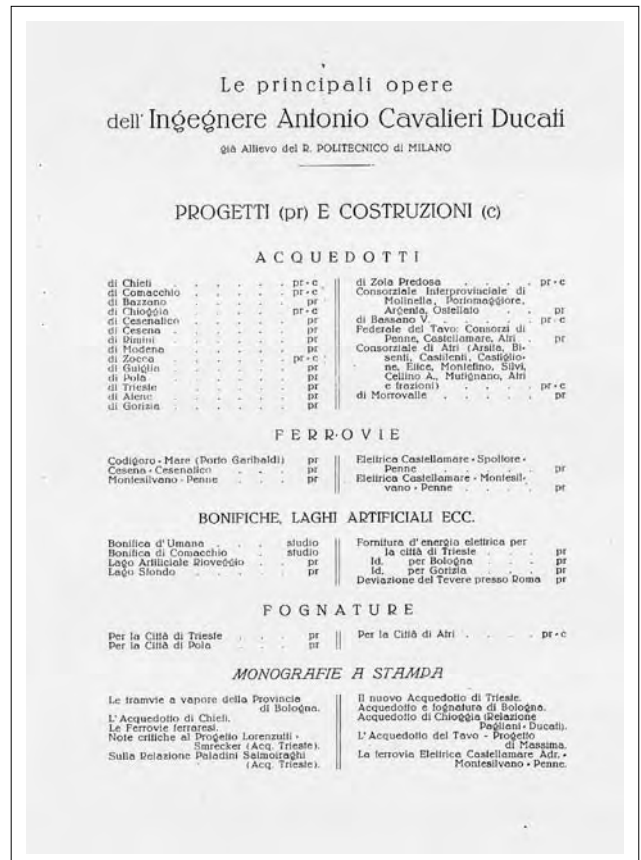 Le principali opere
dell' Ingegnere Antonio Cavalieri Ducati
già Allievo del R. POLITECNICO di MILANO
PROGETTI (pr) E COSTRUZIONI (c)
ACQUEDOTTI
di Chieti . . . . . pr - c
di Comacchio . . . . . pr - c
di Bazzano . . . . . pr
di Chioggia . . . . . pr - c
di Cesenatico . . . . . pr
di Cesena . . . . . pr
di Rimini . . . . . pr
di Modena . . . . . pr
di Zocca . . . . . pr - c
di Guiglia . . . . . pr
di Pola . . . . . pr
di Trieste . . . . . pr
di Atene . . . . . pr
di Gorizia . . . . . pr
di Zola Predosa . . . . pr - c
Consorziale Interprovinciale di
Molinella, Portomaggiore,
Argenta, Ostellato . . pr
di Bassano V. . . . . pr - c
Federale del Tavo: Consorzi di
Penne, Castellamare, Atri . pr
Consorziale di Atri (Arsita, Bi-
senti, Castilenti, Castiglio-
ne, Elice, Montefino, Silvi,
Cellino A., Mutignano, Atri
e frazioni) . . . . pr - c
di Morrovalle . . . . pr
FERROVIE
Codigoro - Mare (Porto Garibaldi) pr
Cesena - Cesenatico . . . pr
Montesilvano - Penne . . . pr
Elettrica Castellamare - Spoltore -
Penne . . . . . pr
Elettrica Castellamare - Montesil-
vano - Penne . . . . pr
BONIFICHE, LAGHI ARTIFICIALI ECC.
Bonifica d'Umana . . . studio
Bonifica di Comacchio . studio
Lago Artificiale Rioveggio . . pr
Lago Sfondo . . . . . pr
Fornitura d'energia elettrica per
la città di Trieste . . . pr
Id. per Bologna . . . pr
Id. per Gorizia . . . pr
Deviazione del Tevere presso Roma pr
FOGNATURE
Per la Città di Trieste . . . pr
Per la Città di Pola . . . pr
Per la Città di Atri . . . . pr - c
MONOGRAFIE A STAMPA
Le tramvie a vapore della Provincia
di Bologna.
L'Acquedotto di Chieti.
Le Ferrovie ferraresi.
Note critiche al Progetto Lorenzutti -
Smrecker (Acq. Trieste).
Sulla Relazione Paladini Salmoiraghi
(Acq. Trieste).
Il nuovo Acquedotto di Trieste.
Acquedotto e fognatura di Bologna.
Acquedotto di Chioggia (Relazione
Pagliani - Ducati).
L'Acquedotto del Tavo - Progetto
di Massima.
La ferrovia Elettrica Castellamare Adr. -
Montesilvano - Penne.